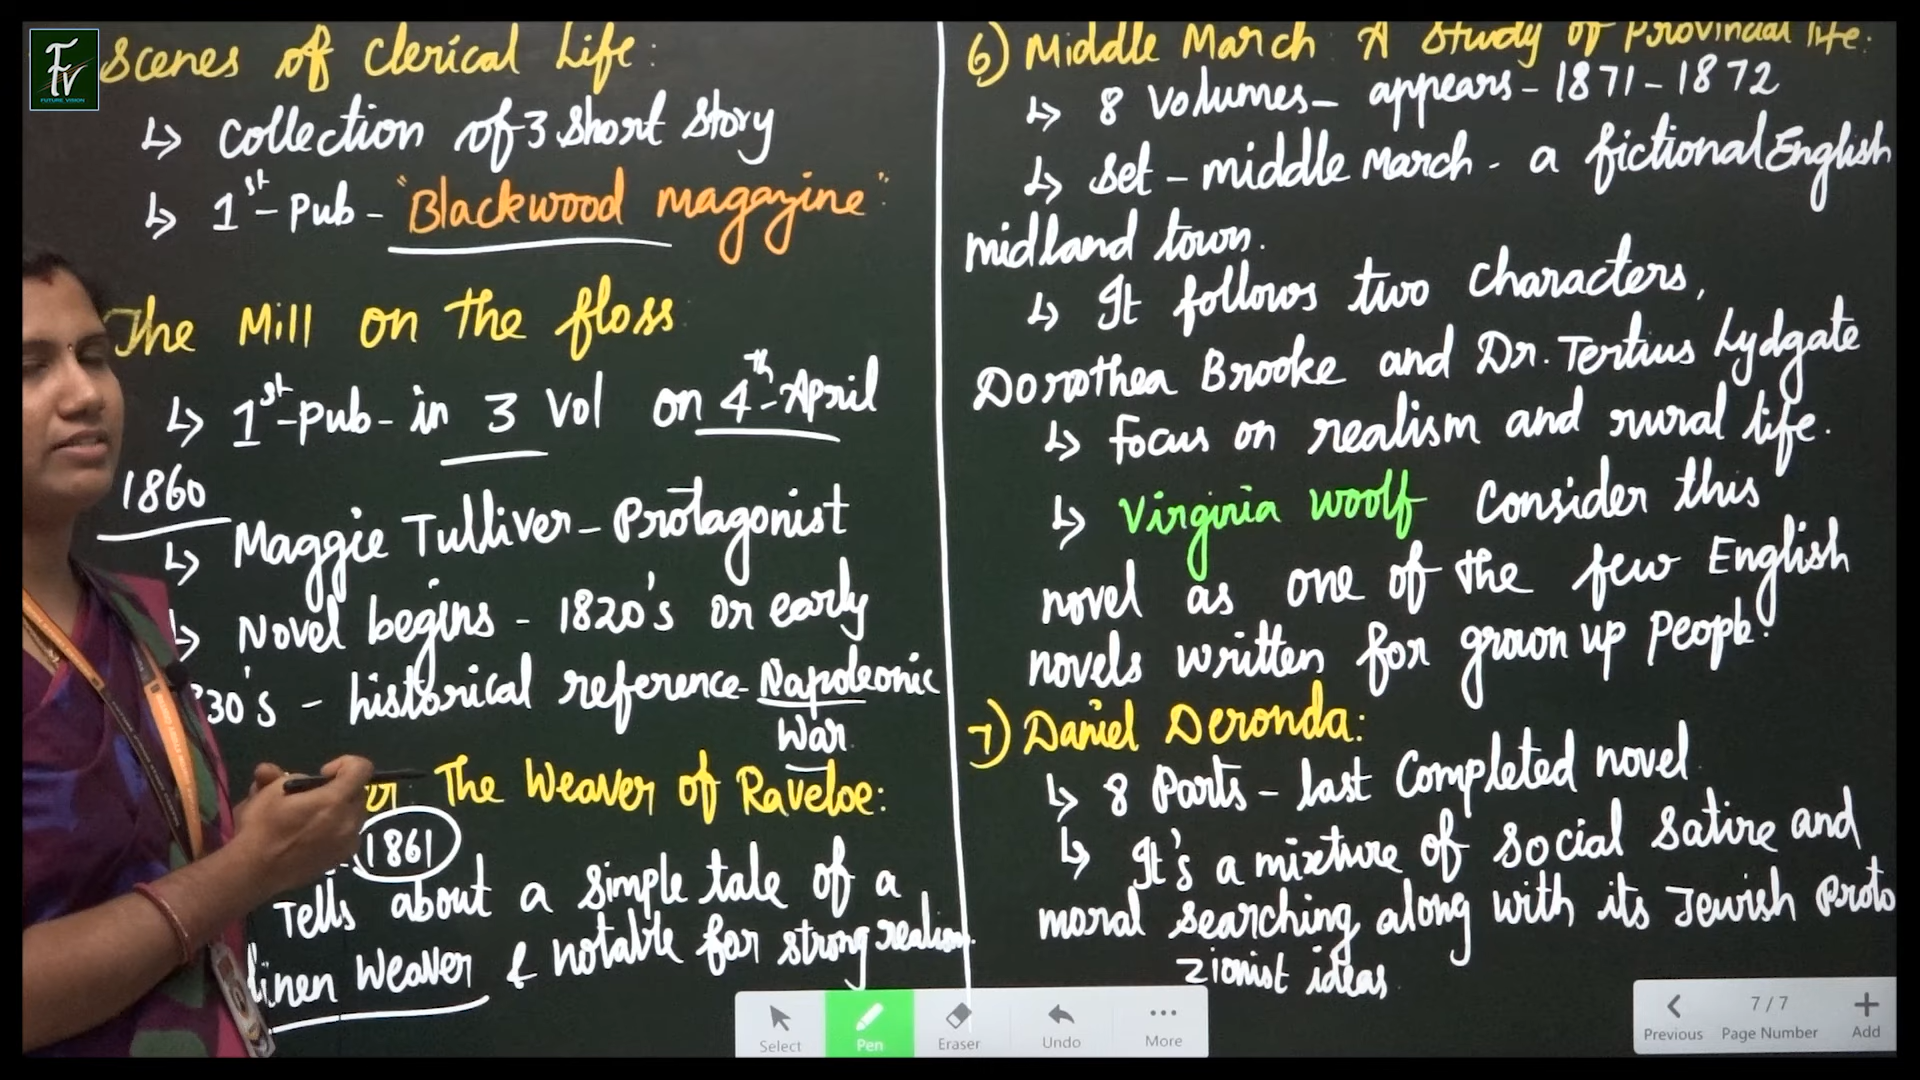 FV
FUTURE VISION
Scenes of Clerical Life:
↳ Collection of 3 Short Story
↳ 1st-Pub- "Blackwood magazine"
The Mill on the floss
↳ 1st-pub- in 3 Vol on 4th-April
1860
↳ Maggie Tulliver - Protagonist
↳ Novel begins - 1820's or early
30's - historical reference- Napoleonic
War
The Weaver of Raveloe:
1861
Tells about a simple tale of a
linen Weaver & notable for strong realism.
6) Middle March: A Study of Provincial life.
↳ 8 Volumes - appears - 1871 - 1872
↳ Set - middle March - a fictional English
midland town.
↳ It follows two characters,
Dorothea Brooke and Dr. Tertius Lydgate
↳ Focus on realism and rural life.
↳ Virginia Woolf Consider this
novel as one of the few English
novels written for grown up People.
7) Daniel Deronda:
↳ 8 Parts - last Completed novel
↳ It's a mixture of social satire and
moral searching along with its Jewish Proto
zionist ideas
Select Pen Eraser Undo More
7/7
Previous Page Number Add